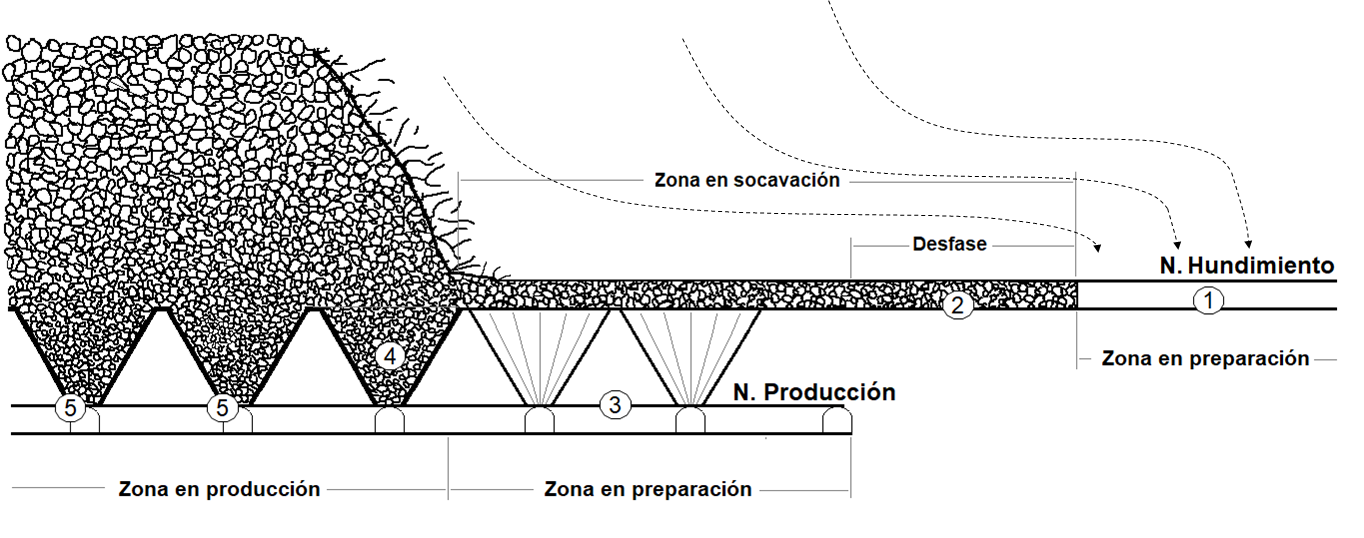 Zona en socavación
Desfase
N. Hundimiento
1
2
Zona en preparación
4
N. Producción
5
5
3
Zona en producción
Zona en preparación